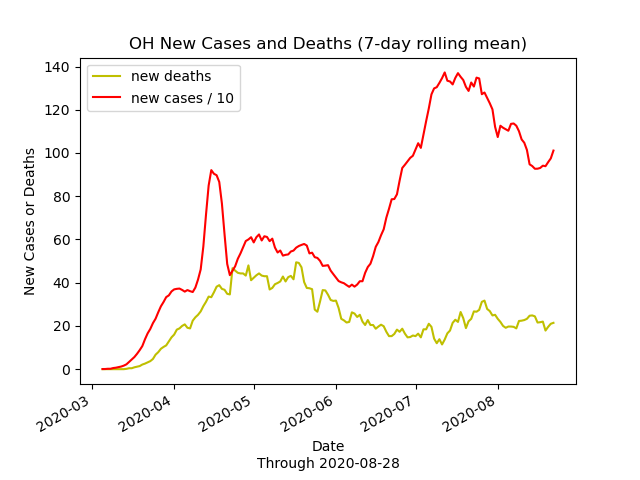 OH New Cases and Deaths (7-day rolling mean)
new deaths
new cases / 10
New Cases or Deaths
140
120
100
80
60
40
20
0
2020-03
2020-04
2020-05
2020-06
2020-07
2020-08
Date
Through 2020-08-28